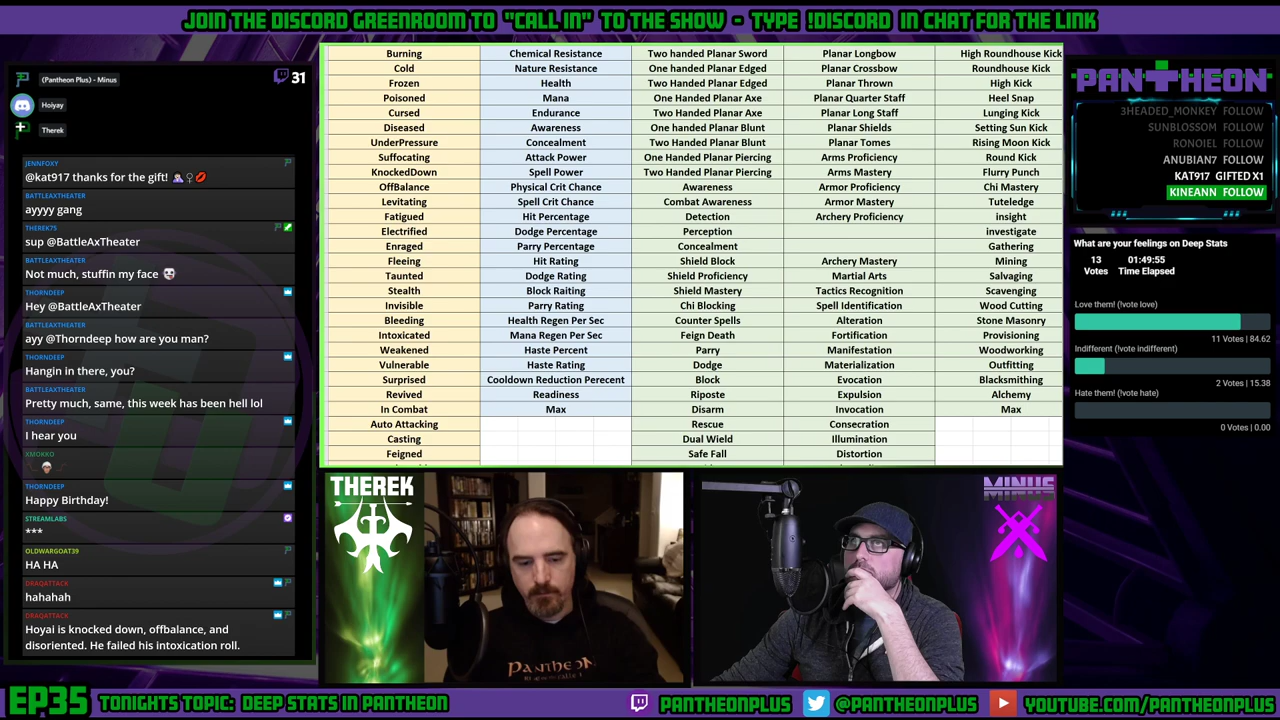 JOIN THE DISCORD GREENROOM TO "CALL IN" TO THE SHOW - TYPE !DISCORD IN CHAT FOR THE LINK
(Pantheon Plus) - Minus
31
Hoiyay
Therek
JENNFOXY
@kat917 thanks for the gift!
BATTLEAXTHEATER
ayyyy gang
THEREK75
sup @BattleAxTheater
BATTLEAXTHEATER
Not much, stuffin my face
THORNDEEP
Hey @BattleAxTheater
BATTLEAXTHEATER
ayy @Thorndeep how are you man?
THORNDEEP
Hangin in there, you?
BATTLEAXTHEATER
Pretty much, same, this week has been hell lol
THORNDEEP
I hear you
XMOKKO
THORNDEEP
Happy Birthday!
STREAMLABS
***
OLDWARGOAT39
HA HA
DRAQATTACK
hahahah
DRAQATTACK
Hoyai is knocked down, offbalance, and
disoriented. He failed his intoxication roll.
Burning Chemical Resistance Two handed Planar Sword Planar Longbow High Roundhouse Kick
Cold Nature Resistance One handed Planar Edged Planar Crossbow Roundhouse Kick
Frozen Health Two Handed Planar Edged Planar Thrown High Kick
Poisoned Mana One Handed Planar Axe Planar Quarter Staff Heel Snap
Cursed Endurance Two Handed Planar Axe Planar Long Staff Lunging Kick
Diseased Awareness One handed Planar Blunt Planar Shields Setting Sun Kick
UnderPressure Concealment Two Handed Planar Blunt Planar Tomes Rising Moon Kick
Suffocating Attack Power One Handed Planar Piercing Arms Proficiency Round Kick
KnockedDown Spell Power Two Handed Planar Piercing Arms Mastery Flurry Punch
OffBalance Physical Crit Chance Awareness Armor Proficiency Chi Mastery
Levitating Spell Crit Chance Combat Awareness Armor Mastery Tuteledge
Fatigued Hit Percentage Detection Archery Proficiency insight
Electrified Dodge Percentage Perception investigate
Enraged Parry Percentage Concealment Gathering
Fleeing Hit Rating Shield Block Archery Mastery Mining
Taunted Dodge Rating Shield Proficiency Martial Arts Salvaging
Stealth Block Raiting Shield Mastery Tactics Recognition Scavenging
Invisible Parry Rating Chi Blocking Spell Identification Wood Cutting
Bleeding Health Regen Per Sec Counter Spells Alteration Stone Masonry
Intoxicated Mana Regen Per Sec Feign Death Fortification Provisioning
Weakened Haste Percent Parry Manifestation Woodworking
Vulnerable Haste Rating Dodge Materialization Outfitting
Surprised Cooldown Reduction Perecent Block Evocation Blacksmithing
Revived Readiness Riposte Expulsion Alchemy
In Combat Max Disarm Invocation Max
Auto Attacking Rescue Consecration
Casting Dual Wield Illumination
Feigned Safe Fall Distortion
PANTHEON
3HEADED_MONKEY FOLLOW
SUNBLOSSOM FOLLOW
RONOIEL FOLLOW
ANUBIAN7 FOLLOW
KAT917 GIFTED X1
KINEANN FOLLOW
What are your feelings on Deep Stats
13 01:49:55
Votes Time Elapsed
Love them! (!vote love)
11 Votes | 84.62
Indifferent (!vote indifferent)
2 Votes | 15.38
Hate them! (!vote hate)
0 Votes | 0.00
THEREK
MINUS
PANTHEON
EP35 TONIGHTS TOPIC: DEEP STATS IN PANTHEON PANTHEONPLUS @PANTHEONPLUS YOUTUBE.COM/PANTHEONPLUS